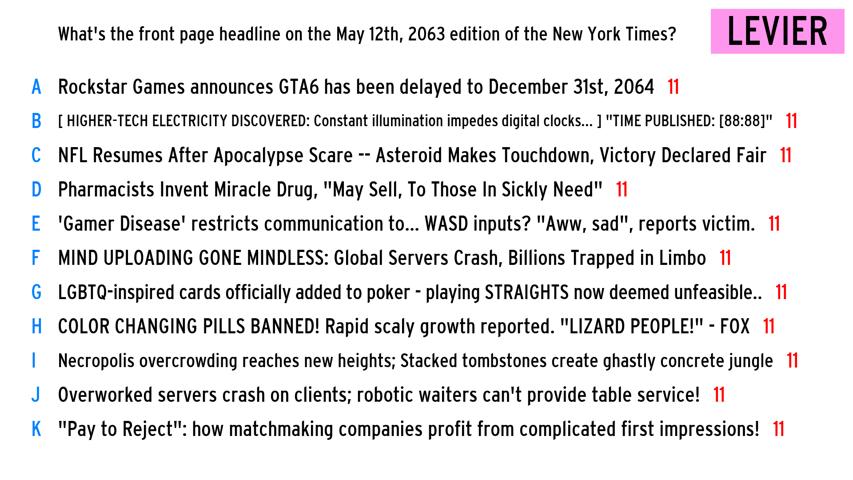 What's the front page headline on the May 12th, 2063 edition of the New York Times?
LEVIER
A Rockstar Games announces GTA6 has been delayed to December 31st, 2064 11
B [ HIGHER-TECH ELECTRICITY DISCOVERED: Constant illumination impedes digital clocks... ] "TIME PUBLISHED: [88:88]" 11
C NFL Resumes After Apocalypse Scare -- Asteroid Makes Touchdown, Victory Declared Fair 11
D Pharmacists Invent Miracle Drug, "May Sell, To Those In Sickly Need" 11
E 'Gamer Disease' restricts communication to... WASD inputs? "Aww, sad", reports victim. 11
F MIND UPLOADING GONE MINDLESS: Global Servers Crash, Billions Trapped in Limbo 11
G LGBTQ-inspired cards officially added to poker - playing STRAIGHTS now deemed unfeasible.. 11
H COLOR CHANGING PILLS BANNED! Rapid scaly growth reported. "LIZARD PEOPLE!" - FOX 11
I Necropolis overcrowding reaches new heights; Stacked tombstones create ghastly concrete jungle 11
J Overworked servers crash on clients; robotic waiters can't provide table service! 11
K "Pay to Reject": how matchmaking companies profit from complicated first impressions! 11